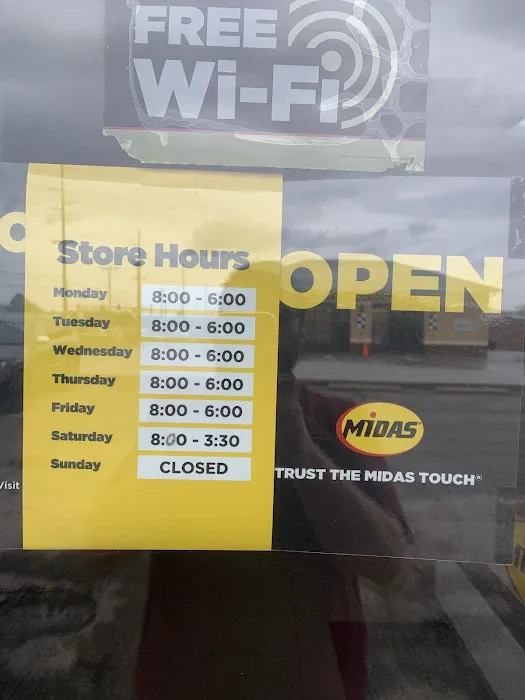 FREE
Wi-Fi
Store Hours
Monday 8:00 - 6:00
Tuesday 8:00 - 6:00
Wednesday 8:00 - 6:00
Thursday 8:00 - 6:00
Friday 8:00 - 6:00
Saturday 8:00 - 3:30
Sunday CLOSED
OPEN
MIDAS
TRUST THE MIDAS TOUCH®
Visit